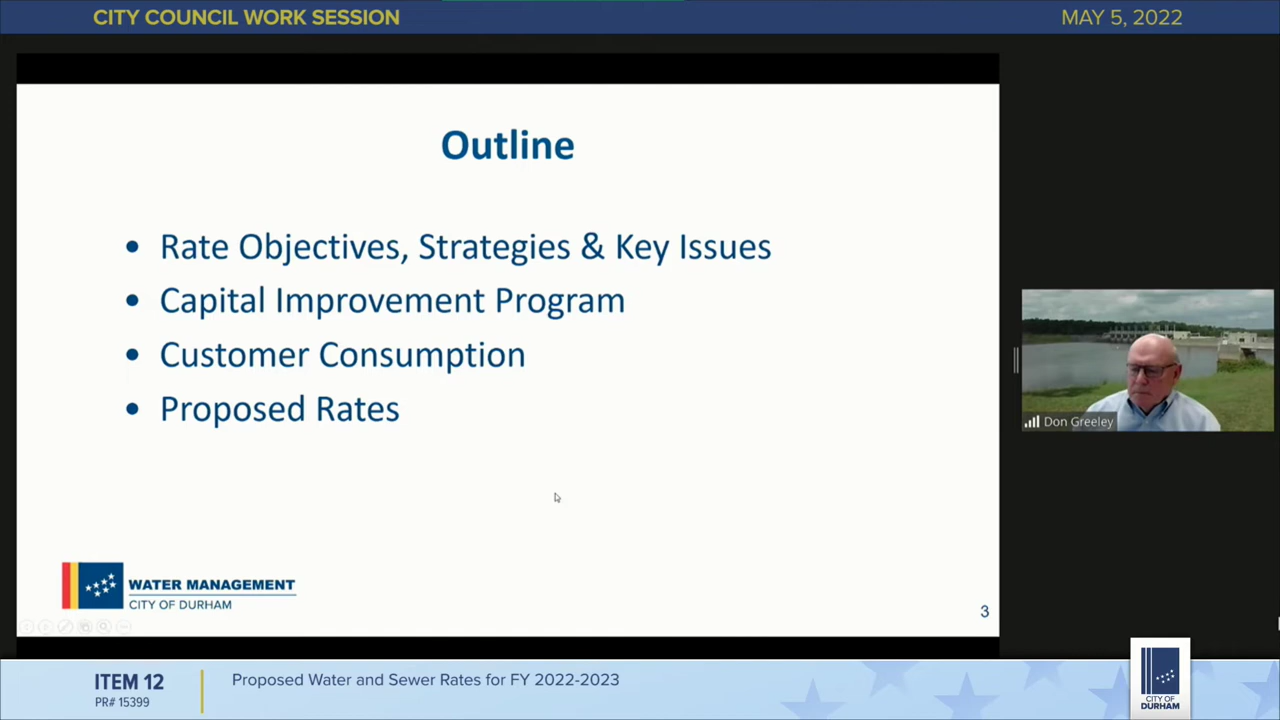 CITY COUNCIL WORK SESSION
MAY 5, 2022
Outline
• Rate Objectives, Strategies & Key Issues
• Capital Improvement Program
• Customer Consumption
• Proposed Rates
WATER MANAGEMENT
CITY OF DURHAM
3
Don Greeley
ITEM 12
PR# 15399
Proposed Water and Sewer Rates for FY 2022-2023
CITY OF
DURHAM